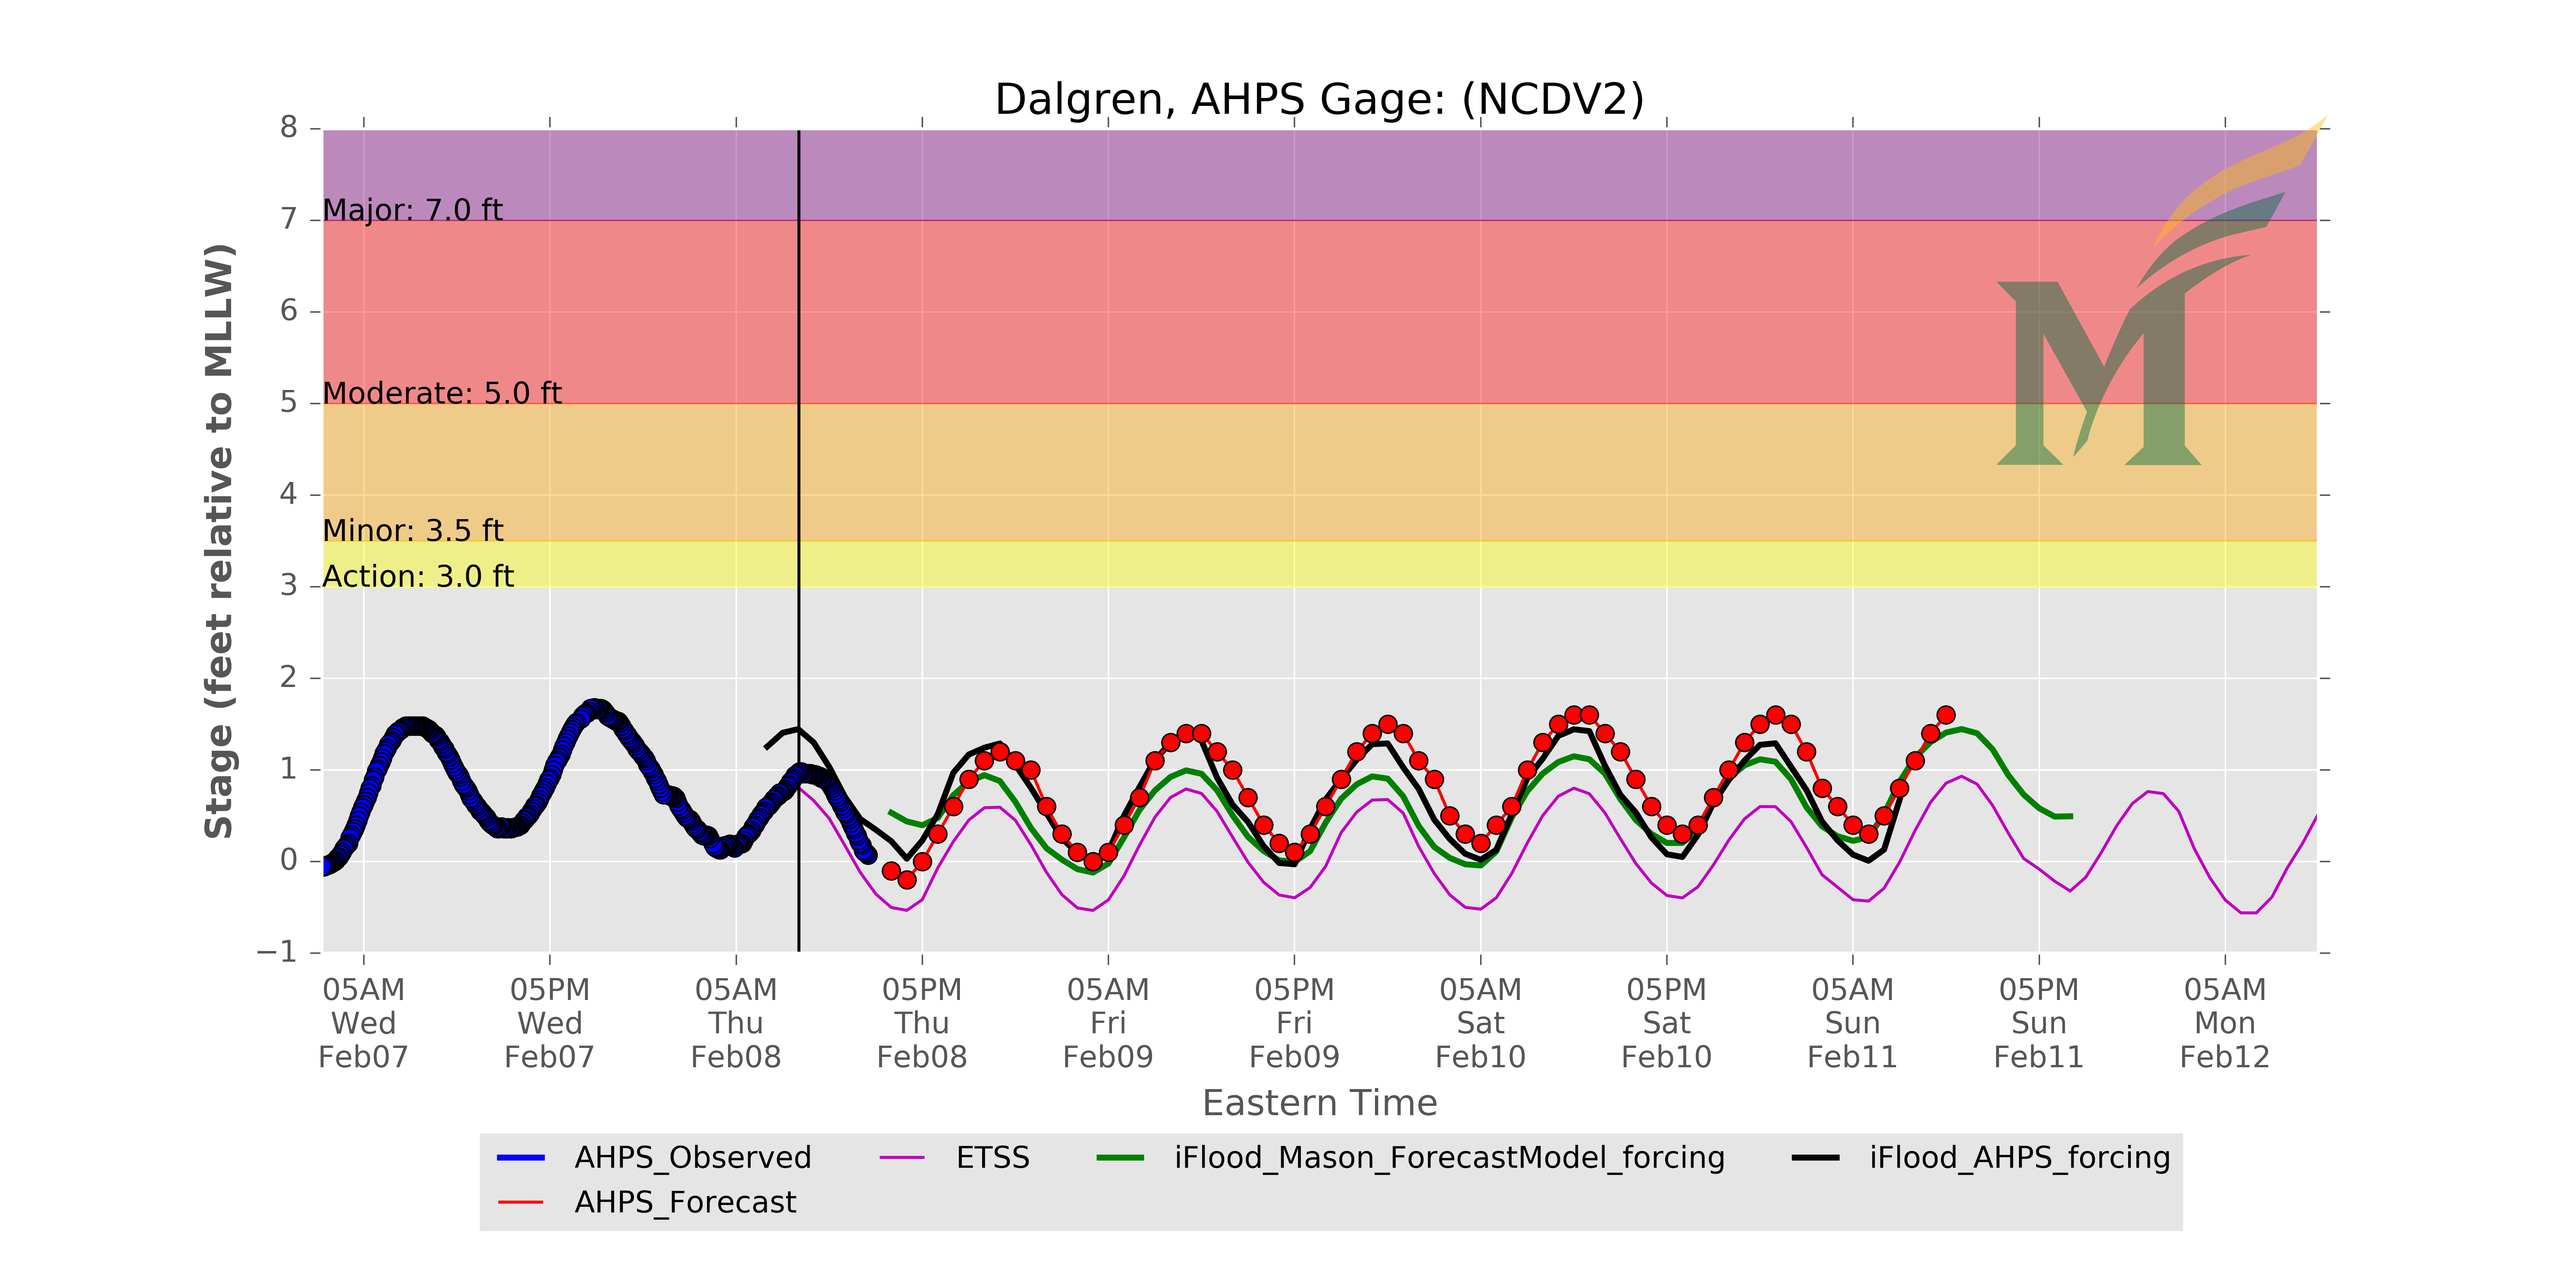 Dalgren, AHPS Gage: (NCDV2)
8
7
6
5
4
3
2
1
0
−1
Stage (feet relative to MLLW)
Major: 7.0 ft
Moderate: 5.0 ft
Minor: 3.5 ft
Action: 3.0 ft
M
05AM 05PM 05AM 05PM 05AM 05PM 05AM 05PM 05AM 05PM 05AM
Wed Wed Thu Thu Fri Fri Sat Sat Sun Sun Mon
Feb07 Feb07 Feb08 Feb08 Feb09 Feb09 Feb10 Feb10 Feb11 Feb11 Feb12
Eastern Time
AHPS_Observed ETSS iFlood_Mason_ForecastModel_forcing iFlood_AHPS_forcing
AHPS_Forecast